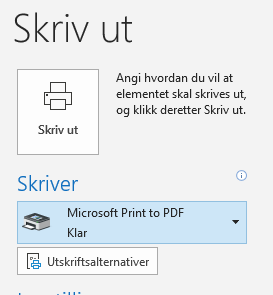 Skriv ut
Skriv ut
Angi hvordan du vil at
elementet skal skrives ut,
og klikk deretter Skriv ut.
Skriver
Microsoft Print to PDF
Klar
Utskriftsalternativer